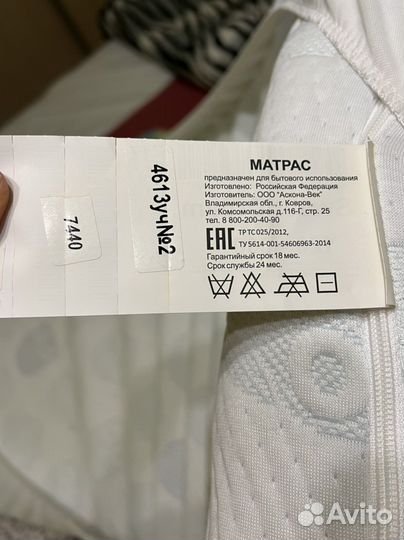 МАТРАС
предназначен для бытового использования
Изготовлено: Российская Федерация
Изготовитель: ООО "Аскона-Век"
Владимирская обл., г. Ковров,
ул. Комсомольская д.116-Г, стр. 25
тел. 8 800-200-40-90
EAC
ТР ТС 025/2012,
ТУ 5614-001-54606963-2014
Гарантийный срок 18 мес.
Срок службы 24 мес.
4613уч№2
7440
Avito